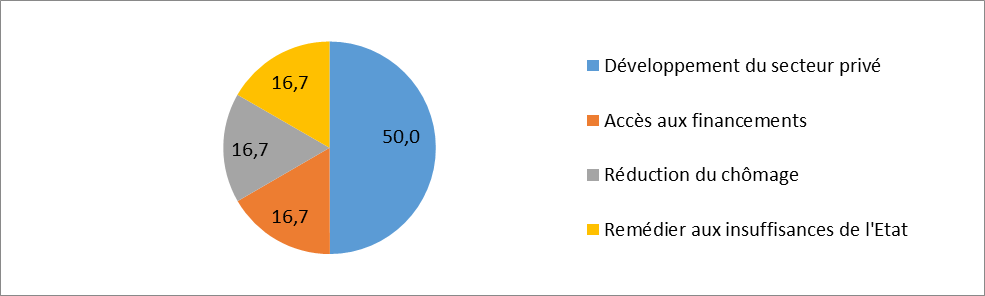 16,7
50,0
16,7
16,7
Développement du secteur privé
Accès aux financements
Réduction du chômage
Remédier aux insuffisances de l'Etat